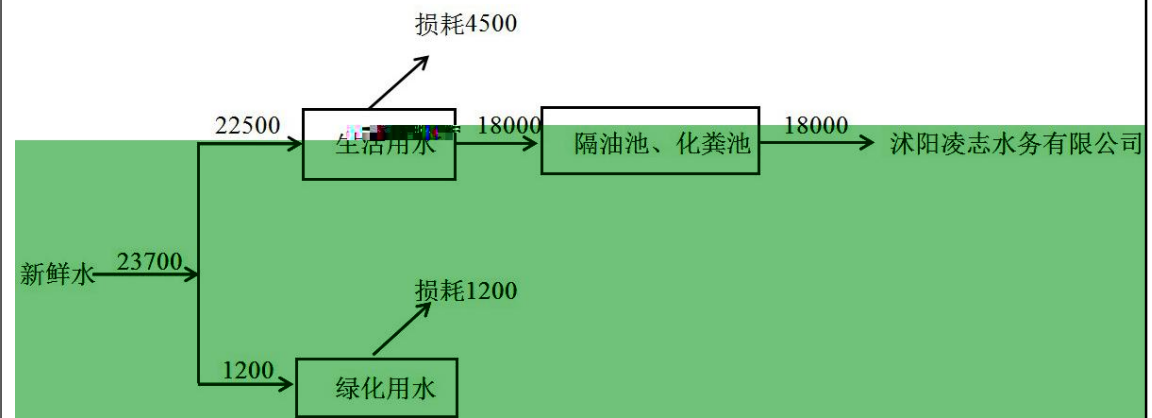 损耗4500
22500
生活用水
18000
隔油池、化粪池
18000
沭阳凌志水务有限公司
新鲜水
23700
损耗1200
1200
绿化用水